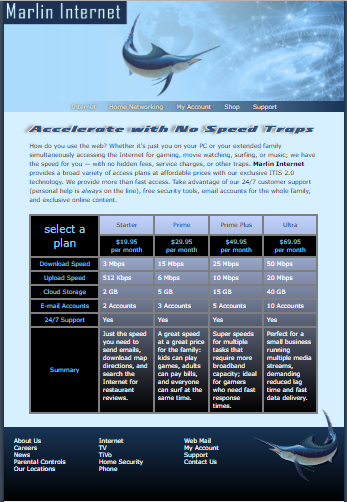 Marlin Internet
Internet Home Networking My Account Shop Support
Accelerate with No Speed Traps
How do you use the web? Whether it's just you on your PC or your extended family
simultaneously accessing the Internet for gaming, movie watching, surfing, or music; we have
the speed for you — with no hidden fees, service charges, or other traps. Marlin Internet
provides a broad variety of access plans at affordable prices with our exclusive ITIS 2.0
technology. We provide more than fast access. Take advantage of our 24/7 customer support
(personal help is always on the line), free security tools, email accounts for the whole family,
and exclusive online content.
select a plan Starter Prime Prime Plus Ultra
$19.95 per month $29.95 per month $49.95 per month $69.95 per month
Download Speed 3 Mbps 15 Mbps 25 Mbps 50 Mbps
Upload Speed 512 Kbps 6 Mbps 10 Mbps 20 Mbps
Cloud Storage 2 GB 5 GB 15 GB 40 GB
E-mail Accounts 2 Accounts 3 Accounts 5 Accounts 10 Accounts
24/7 Support Yes Yes Yes Yes
Summary
Just the speed you need to send emails, download map directions, and search the Internet for restaurant reviews.
A great speed at a great price for the family: kids can play games, adults can pay bills, and everyone can surf at the same time.
Super speeds for multiple tasks that require more broadband capacity; ideal for gamers who need fast response times.
Perfect for a small business running multiple media streams, demanding reduced lag time and fast data delivery.
About Us Internet Web Mail
Careers TV My Account
News TiVo Support
Parental Controls Home Security Contact Us
Our Locations Phone